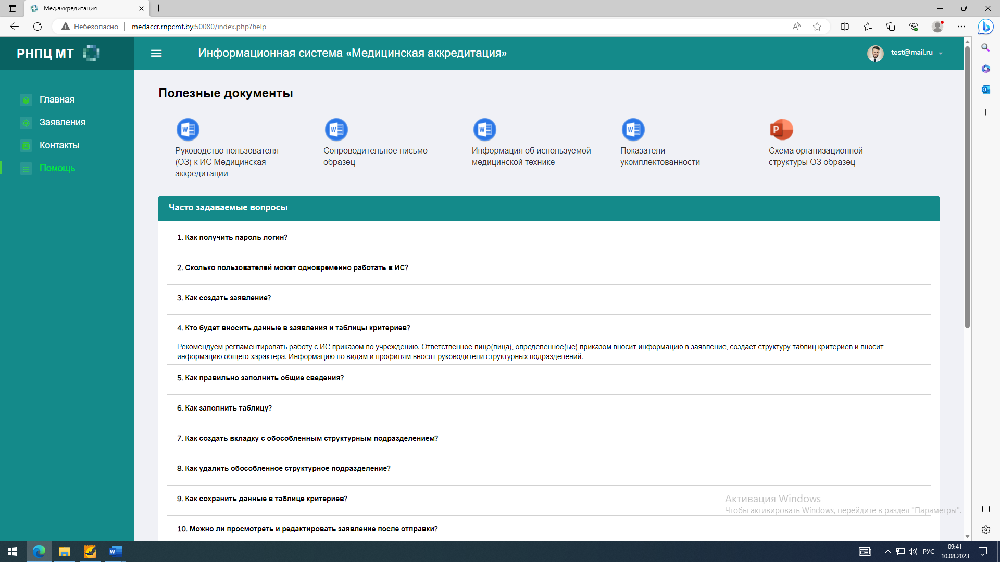 Мед.аккредитация
Небезопасно
medaccr.rnpcmt.by:50080/index.php?help
РНПЦ МТ
Информационная система «Медицинская аккредитация»
test@mail.ru
Главная
Заявления
Контакты
Помощь
Полезные документы
Руководство пользователя
(ОЗ) к ИС Медицинская
аккредитации
Сопроводительное письмо
образец
Информация об используемой
медицинской технике
Показатели
укомплектованности
Схема организационной
структуры ОЗ образец
Часто задаваемые вопросы
1. Как получить пароль логин?
2. Сколько пользователей может одновременно работать в ИС?
3. Как создать заявление?
4. Кто будет вносить данные в заявления и таблицы критериев?
Рекомендуем регламентировать работу с ИС приказом по учреждению. Ответственное лицо(лица), определённое(ые) приказом вносит информацию в заявление, создает структуру таблиц критериев и вносит
информацию общего характера. Информацию по видам и профилям вносят руководители структурных подразделений.
5. Как правильно заполнить общие сведения?
6. Как заполнить таблицу?
7. Как создать вкладку с обособленным структурным подразделением?
8. Как удалить обособленное структурное подразделение?
9. Как сохранить данные в таблице критериев?
10. Можно ли просмотреть и редактировать заявление после отправки?
Активация Windows
Чтобы активировать Windows, перейдите в раздел "Параметры".
РУС
09:41
10.08.2023